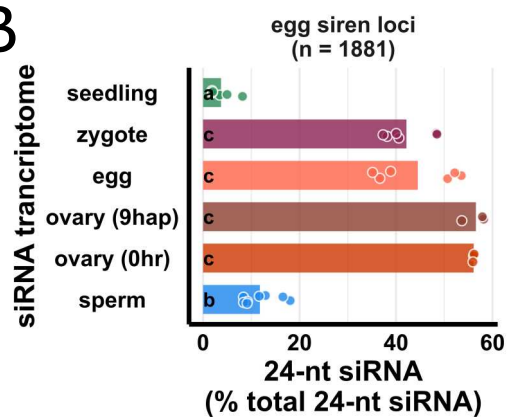 B
egg siren loci
(n = 1881)
siRNA trancriptome
seedling a
zygote c
egg c
ovary (9hap) c
ovary (0hr) c
sperm b
0 20 40 60
24-nt siRNA
(% total 24-nt siRNA)